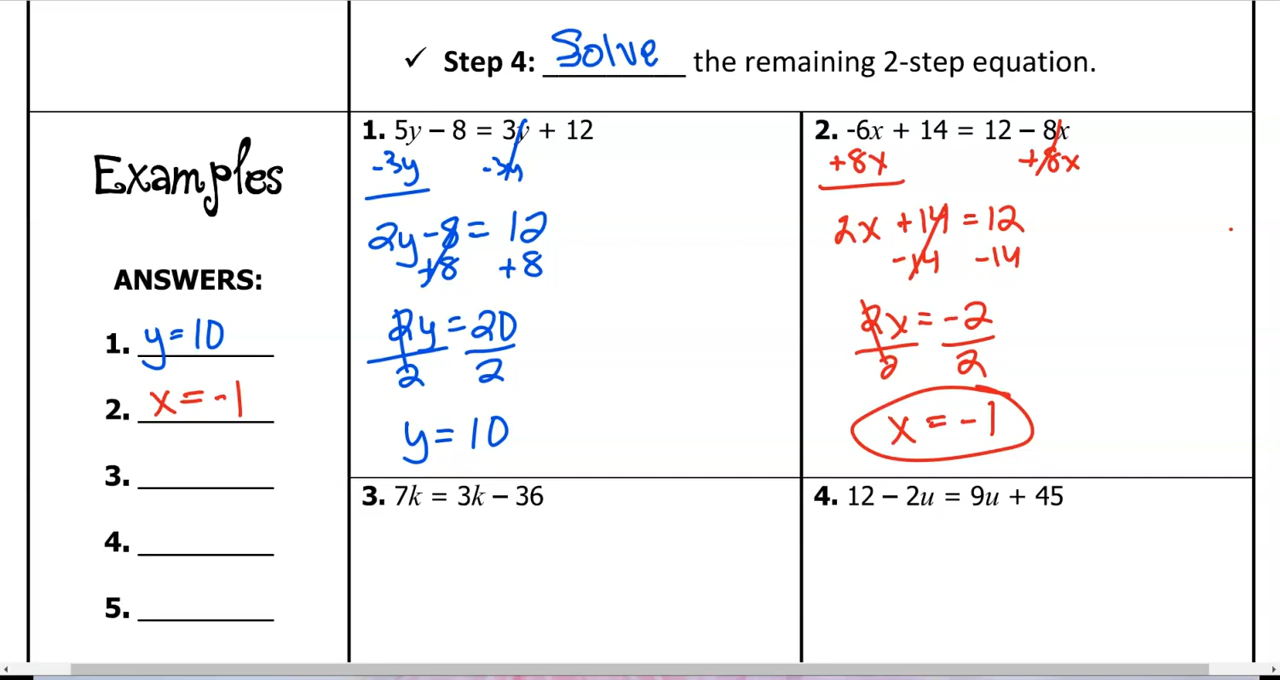 ✓ Step 4: Solve the remaining 2-step equation.
Examples
ANSWERS:
1. y = 10
2. x = -1
3.
4.
5.
1. 5y – 8 = 3y + 12
-3y -3y
2y - 8 = 12
+8 +8
2y = 20
2 2
y = 10
2. -6x + 14 = 12 – 8x
+8x +8x
2x + 14 = 12
-14 -14
2x = -2
2 2
x = -1
3. 7k = 3k – 36
4. 12 – 2u = 9u + 45